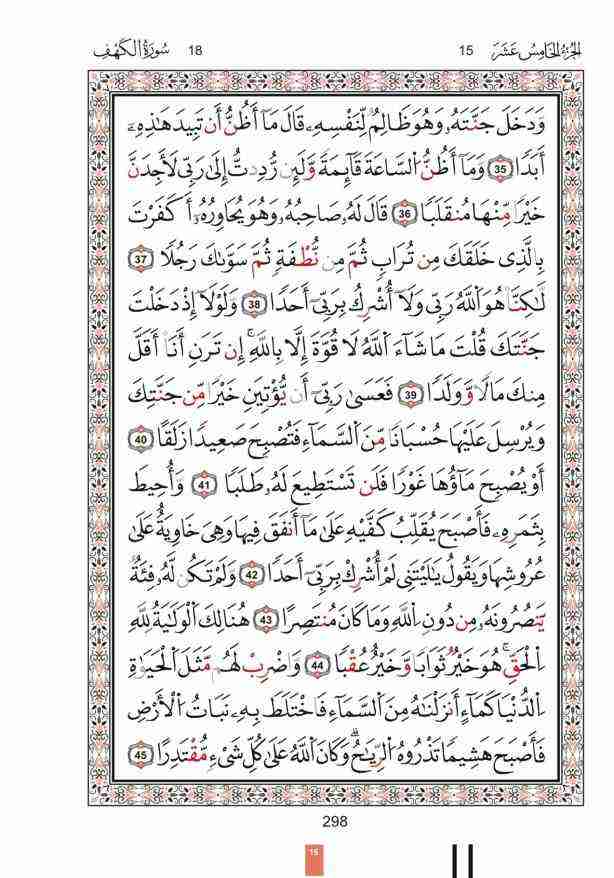 سُورَةُ الكَهْفِ 18 15 الجُزْءُ الخَامِسُ عَشَرَ
وَدَخَلَ جَنَّتَهُۥ وَهُوَ ظَالِمٌ لِّنَفْسِهِۦ قَالَ مَآ أَظُنُّ أَن تَبِيدَ هَٰذِهِۦٓ
أَبَدًا 35 وَمَآ أَظُنُّ ٱلسَّاعَةَ قَآئِمَةً وَلَئِن رُّدِدتُّ إِلَىٰ رَبِّى لَأَجِدَنَّ
خَيْرًا مِّنْهَا مُنقَلَبًا 36 قَالَ لَهُۥ صَاحِبُهُۥ وَهُوَ يُحَاوِرُهُۥٓ أَكَفَرْتَ
بِٱلَّذِى خَلَقَكَ مِن تُرَابٍ ثُمَّ مِن نُّطْفَةٍ ثُمَّ سَوَّىٰكَ رَجُلًا 37
لَّٰكِنَّا۠ هُوَ ٱللَّهُ رَبِّى وَلَآ أُشْرِكُ بِرَبِّىٓ أَحَدًا 38 وَلَوْلَآ إِذْ دَخَلْتَ
جَنَّتَكَ قُلْتَ مَا شَآءَ ٱللَّهُ لَا قُوَّةَ إِلَّا بِٱللَّهِ ۚ إِن تَرَنِ أَنَا۠ أَقَلَّ
مِنكَ مَالًا وَوَلَدًا 39 فَعَسَىٰ رَبِّىٓ أَن يُؤْتِيَنِ خَيْرًا مِّن جَنَّتِكَ
وَيُرْسِلَ عَلَيْهَا حُسْبَانًا مِّنَ ٱلسَّمَآءِ فَتُصْبِحَ صَعِيدًا زَلَقًا 40
أَوْ يُصْبِحَ مَآؤُهَا غَوْرًا فَلَن تَسْتَطِيعَ لَهُۥ طَلَبًا 41 وَأُحِيطَ
بِثَمَرِهِۦ فَأَصْبَحَ يُقَلِّبُ كَفَّيْهِ عَلَىٰ مَآ أَنفَقَ فِيهَا وَهِىَ خَاوِيَةٌ عَلَىٰ
عُرُوشِهَا وَيَقُولُ يَٰلَيْتَنِى لَمْ أُشْرِكْ بِرَبِّىٓ أَحَدًا 42 وَلَمْ تَكُن لَّهُۥ فِئَةٌ
يَنصُرُونَهُۥ مِن دُونِ ٱللَّهِ وَمَا كَانَ مُنتَصِرًا 43 هُنَالِكَ ٱلْوَلَٰيَةُ لِلَّهِ
ٱلْحَقِّ ۚ هُوَ خَيْرٌ ثَوَابًا وَخَيْرٌ عُقْبًا 44 وَٱضْرِبْ لَهُم مَّثَلَ ٱلْحَيَوٰةِ
ٱلدُّنْيَا كَمَآءٍ أَنزَلْنَٰهُ مِنَ ٱلسَّمَآءِ فَٱخْتَلَطَ بِهِۦ نَبَاتُ ٱلْأَرْضِ
فَأَصْبَحَ هَشِيمًا تَذْرُوهُ ٱلرِّيَٰحُ ۗ وَكَانَ ٱللَّهُ عَلَىٰ كُلِّ شَىْءٍ مُّقْتَدِرًا 45
298
15